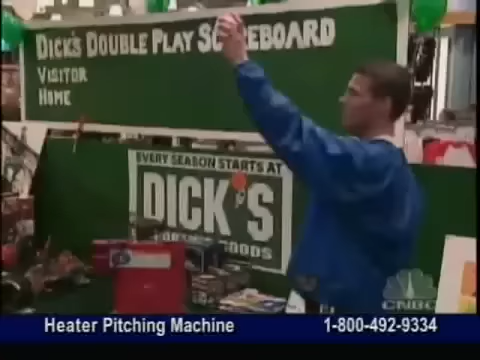 DICK'S DOUBLE PLAY SCOREBOARD
VISITOR
HOME
EVERY SEASON STARTS AT
DICK'S
GOODS
CNBC
Heater Pitching Machine 1-800-492-9334